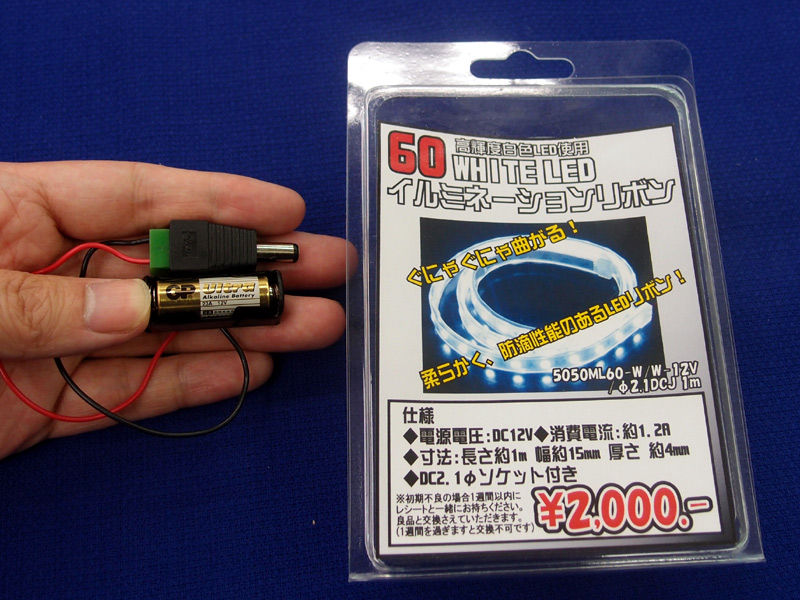 60
高輝度白色LED使用
WHITE LED
イルミネーションリボン
ぐにゃぐにゃ曲がる！
柔らかく、防滴性能のあるLEDリボン！
5050ML60-W/W-12V
/φ2.1DCJ 1m
仕様
◆電源電圧:DC12V◆消費電流:約1.2A
◆寸法:長さ約1m 幅約15mm 厚さ 約4mm
◆DC2.1φソケット付き
※初期不良の場合1週間以内に
レシートと一緒にお持ちください。
良品と交換させていただきます。
(1週間を過ぎますと交換不可です)
¥2,000.-
GP Ultra
Alkaline Battery
23A 12V